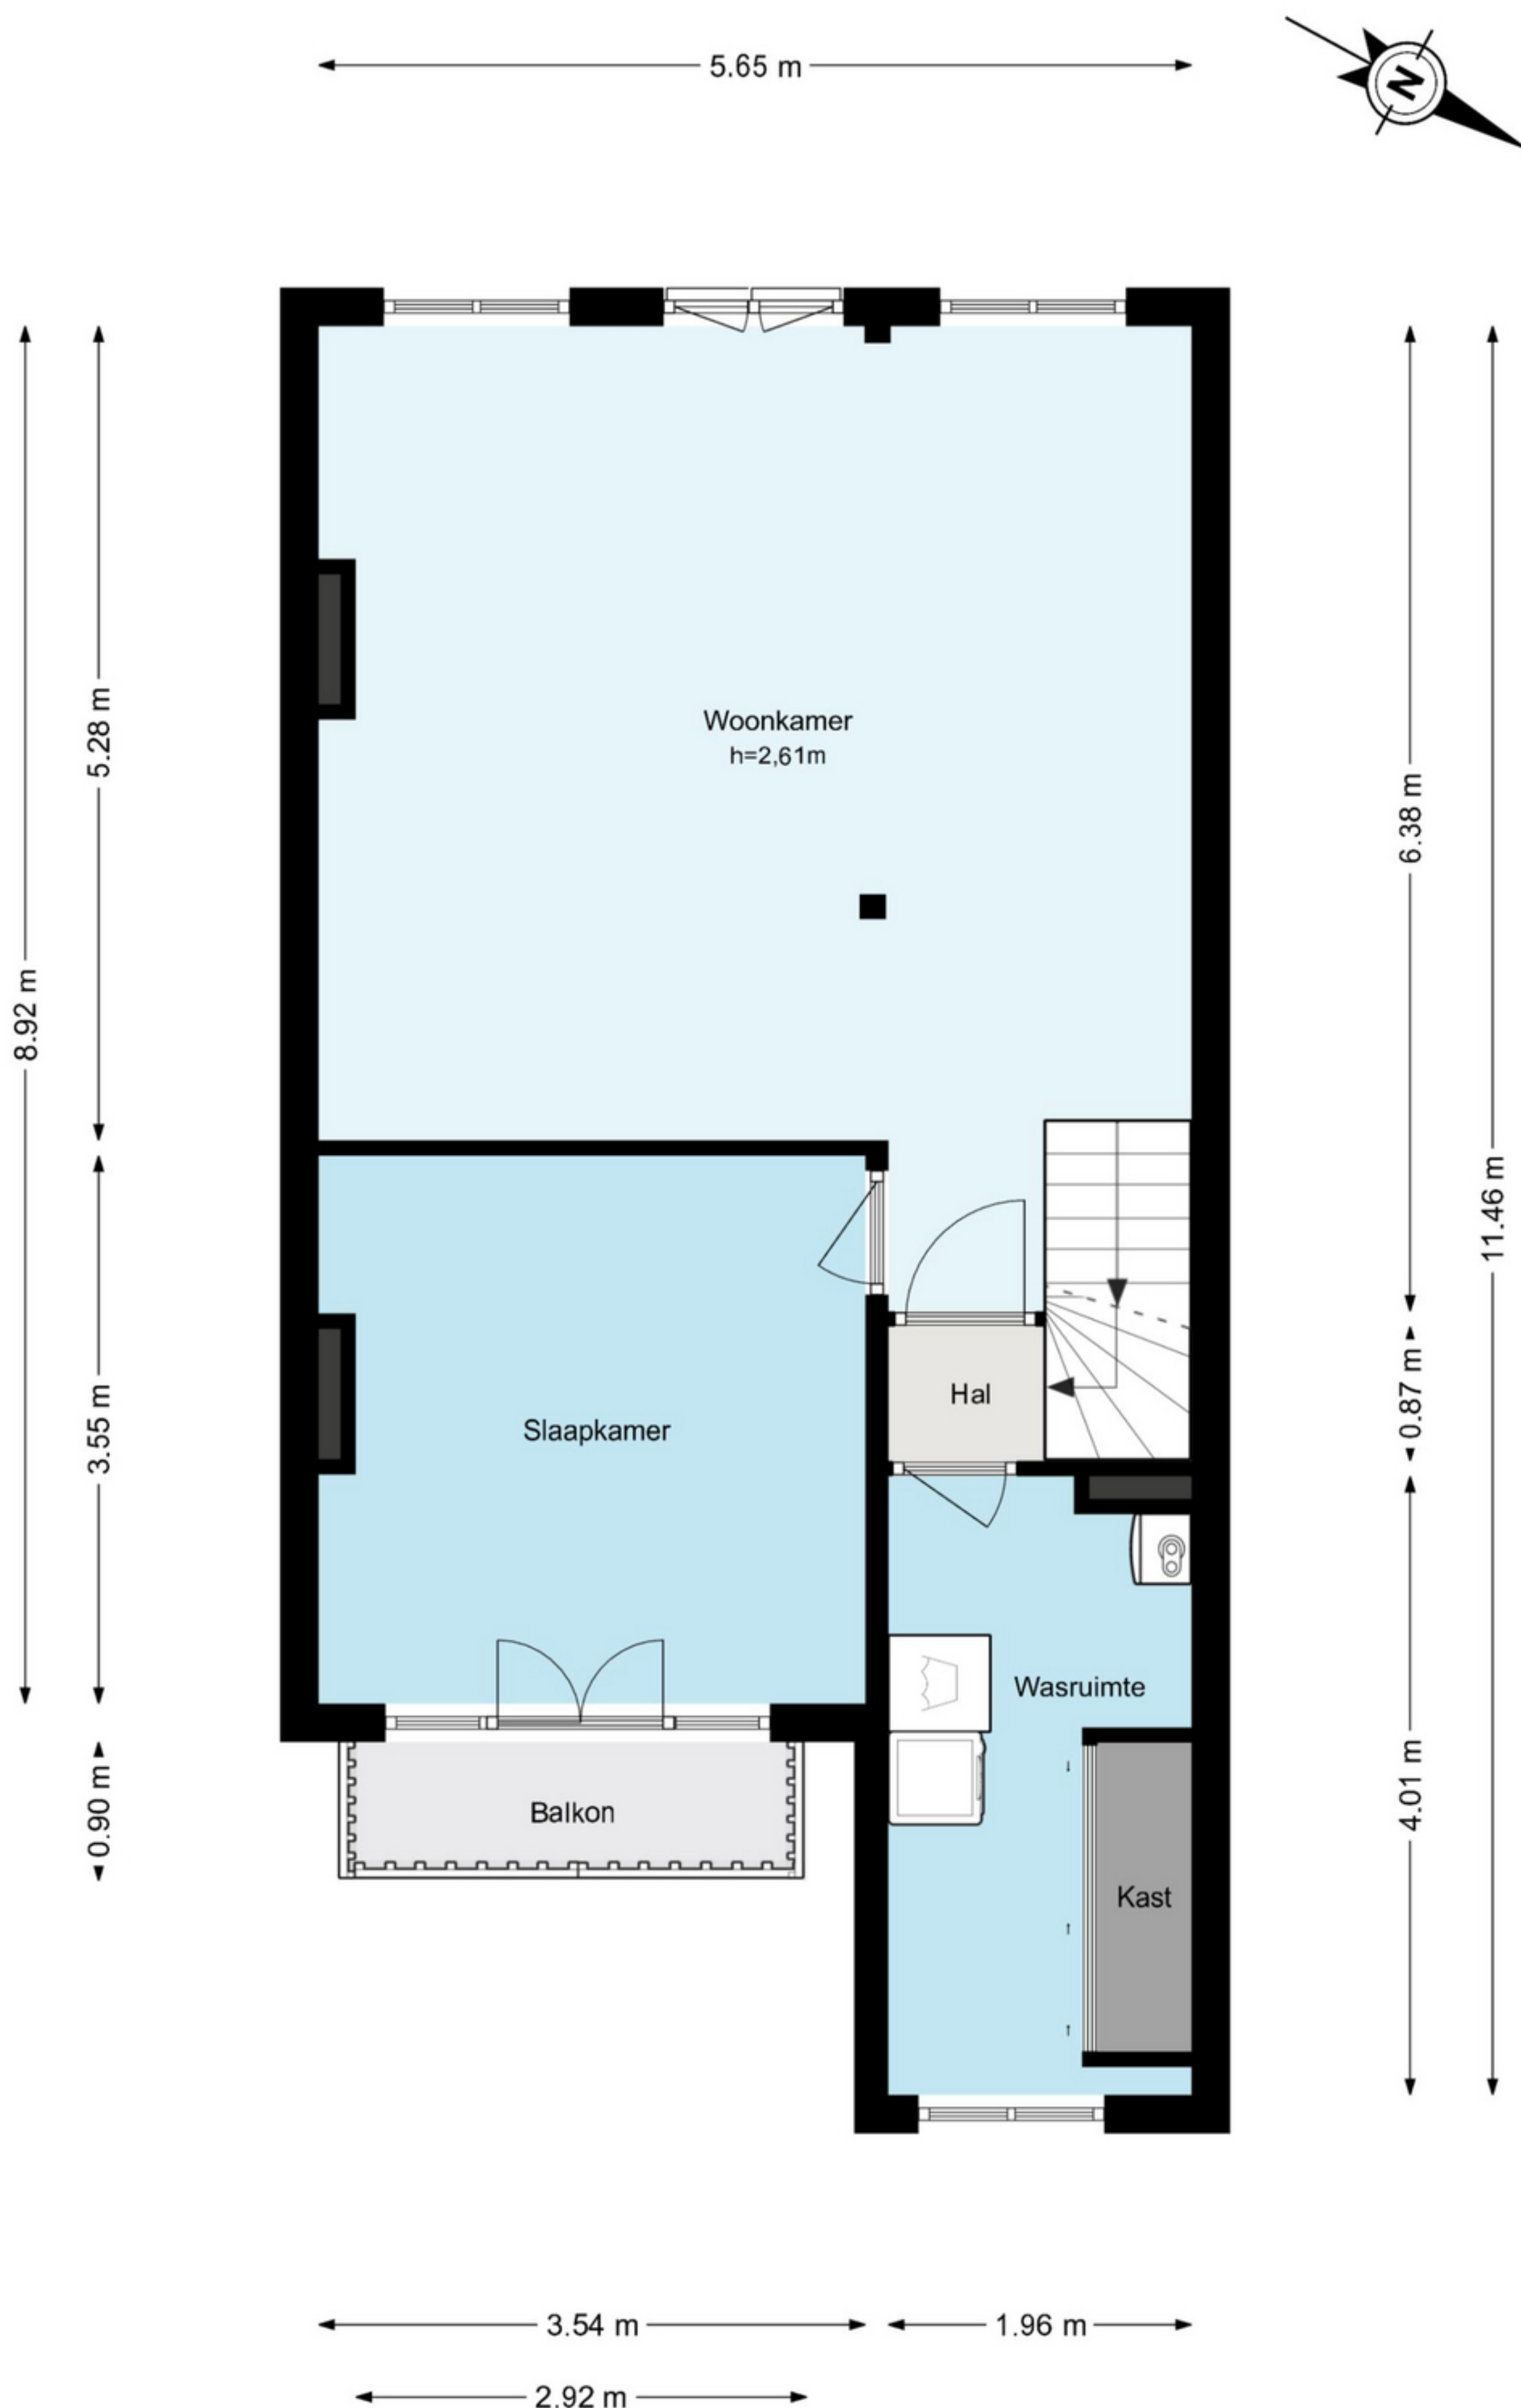 5.65 m
N
Woonkamer
h=2,61m
5.28 m
8.92 m
6.38 m
11.46 m
Hal
0.87 m
Slaapkamer
3.55 m
Wasruimte
4.01 m
Balkon
0.90 m
Kast
3.54 m
1.96 m
2.92 m